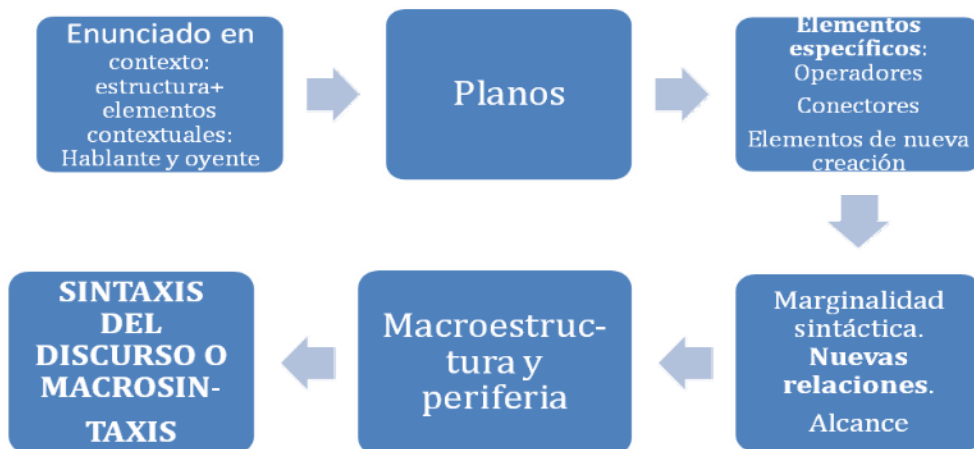 Enunciado en
contexto:
estructura+
elementos
contextuales:
Hablante y oyente
Planos
Elementos
específicos:
Operadores
Conectores
Elementos de nueva
creación
Marginalidad
sintáctica.
Nuevas
relaciones.
Alcance
Macroestruc-
tura y
periferia
SINTAXIS
DEL
DISCURSO O
MACROSIN-
TAXIS